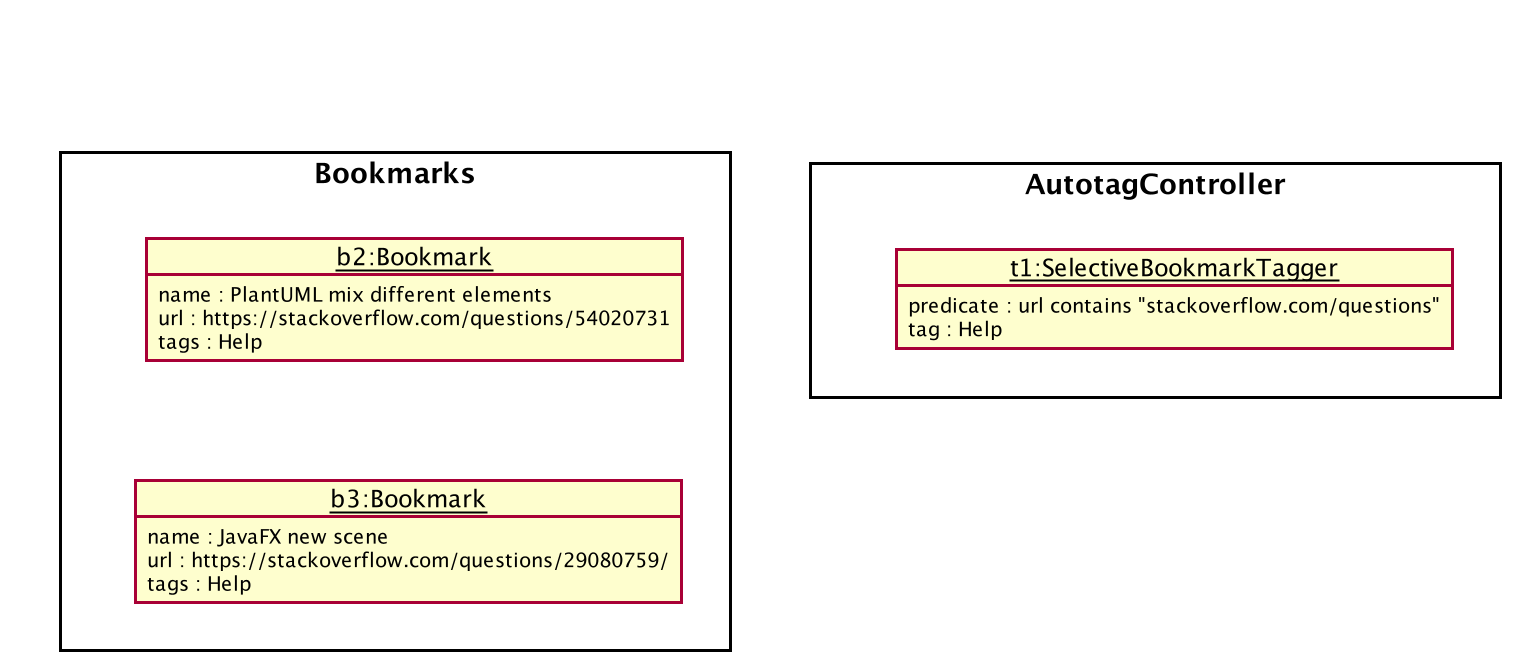 Bookmarks
b2:Bookmark
name : PlantUML mix different elements
url : https://stackoverflow.com/questions/54020731
tags : Help
b3:Bookmark
name : JavaFX new scene
url : https://stackoverflow.com/questions/29080759/
tags : Help
AutotagController
t1:SelectiveBookmarkTagger
predicate : url contains "stackoverflow.com/questions"
tag : Help